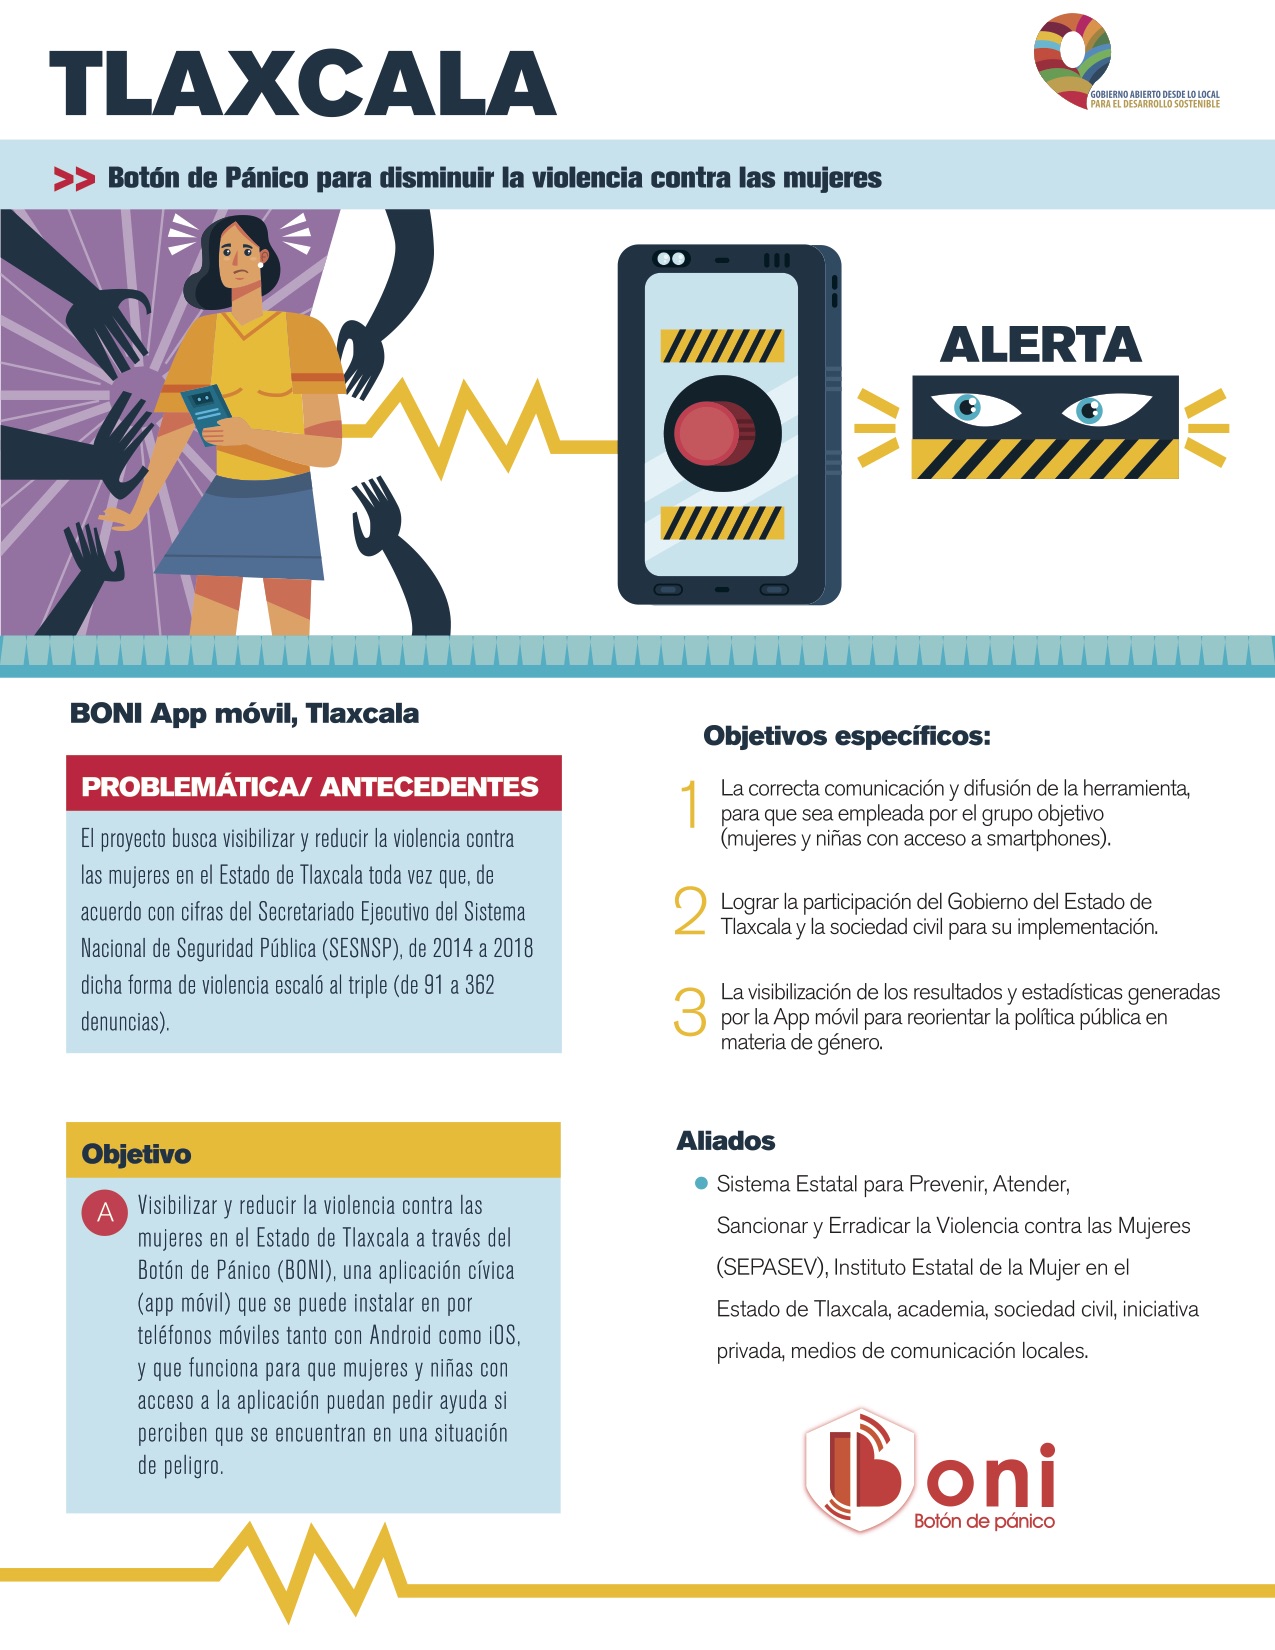 TLAXCALA
GOBIERNO ABIERTO DESDE LO LOCAL
PARA EL DESARROLLO SOSTENIBLE
>> Botón de Pánico para disminuir la violencia contra las mujeres
ALERTA
BONI App móvil, Tlaxcala
PROBLEMÁTICA/ ANTECEDENTES
El proyecto busca visibilizar y reducir la violencia contra
las mujeres en el Estado de Tlaxcala toda vez que, de
acuerdo con cifras del Secretariado Ejecutivo del Sistema
Nacional de Seguridad Pública (SESNSP), de 2014 a 2018
dicha forma de violencia escaló al triple (de 91 a 362
denuncias).
Objetivo
A
Visibilizar y reducir la violencia contra las
mujeres en el Estado de Tlaxcala a través del
Botón de Pánico (BONI), una aplicación cívica
(app móvil) que se puede instalar en por
teléfonos móviles tanto con Android como iOS,
y que funciona para que mujeres y niñas con
acceso a la aplicación puedan pedir ayuda si
perciben que se encuentran en una situación
de peligro.
Objetivos específicos:
1
La correcta comunicación y difusión de la herramienta,
para que sea empleada por el grupo objetivo
(mujeres y niñas con acceso a smartphones).
2
Lograr la participación del Gobierno del Estado de
Tlaxcala y la sociedad civil para su implementación.
3
La visibilización de los resultados y estadísticas generadas
por la App móvil para reorientar la política pública en
materia de género.
Aliados
Sistema Estatal para Prevenir, Atender,
Sancionar y Erradicar la Violencia contra las Mujeres
(SEPASEV), Instituto Estatal de la Mujer en el
Estado de Tlaxcala, academia, sociedad civil, iniciativa
privada, medios de comunicación locales.
Boni
Botón de pánico